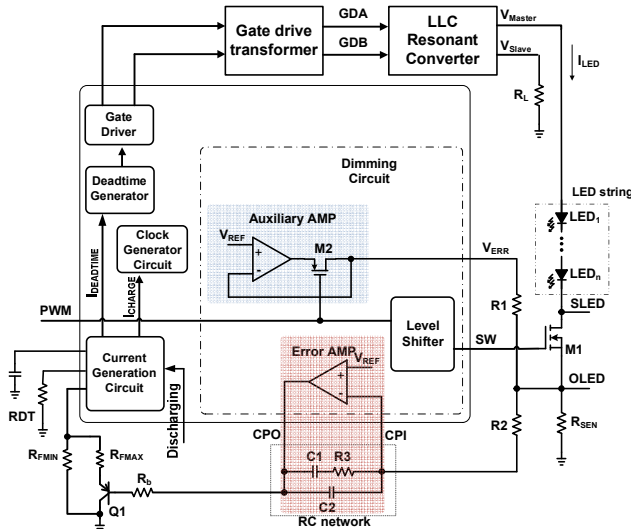 Gate drive
transformer
GDA
GDB
LLC
Resonant
Converter
VMaster
VSlave
ILED
RL
Gate
Driver
Deadtime
Generator
Dimming
Circuit
LED string
Auxiliary AMP
LED1
Clock
Generator
Circuit
VREF
+
-
M2
VERR
LEDn
IDEADTIME
ICHARGE
R1
SLED
PWM
Level
Shifter
SW
M1
Error AMP
VREF
+
-
Current
Generation
Circuit
OLED
RDT
Discharging
CPO
CPI
R2
RSEN
RFMIN
RFMAX
C1
R3
Rb
C2
Q1
RC network